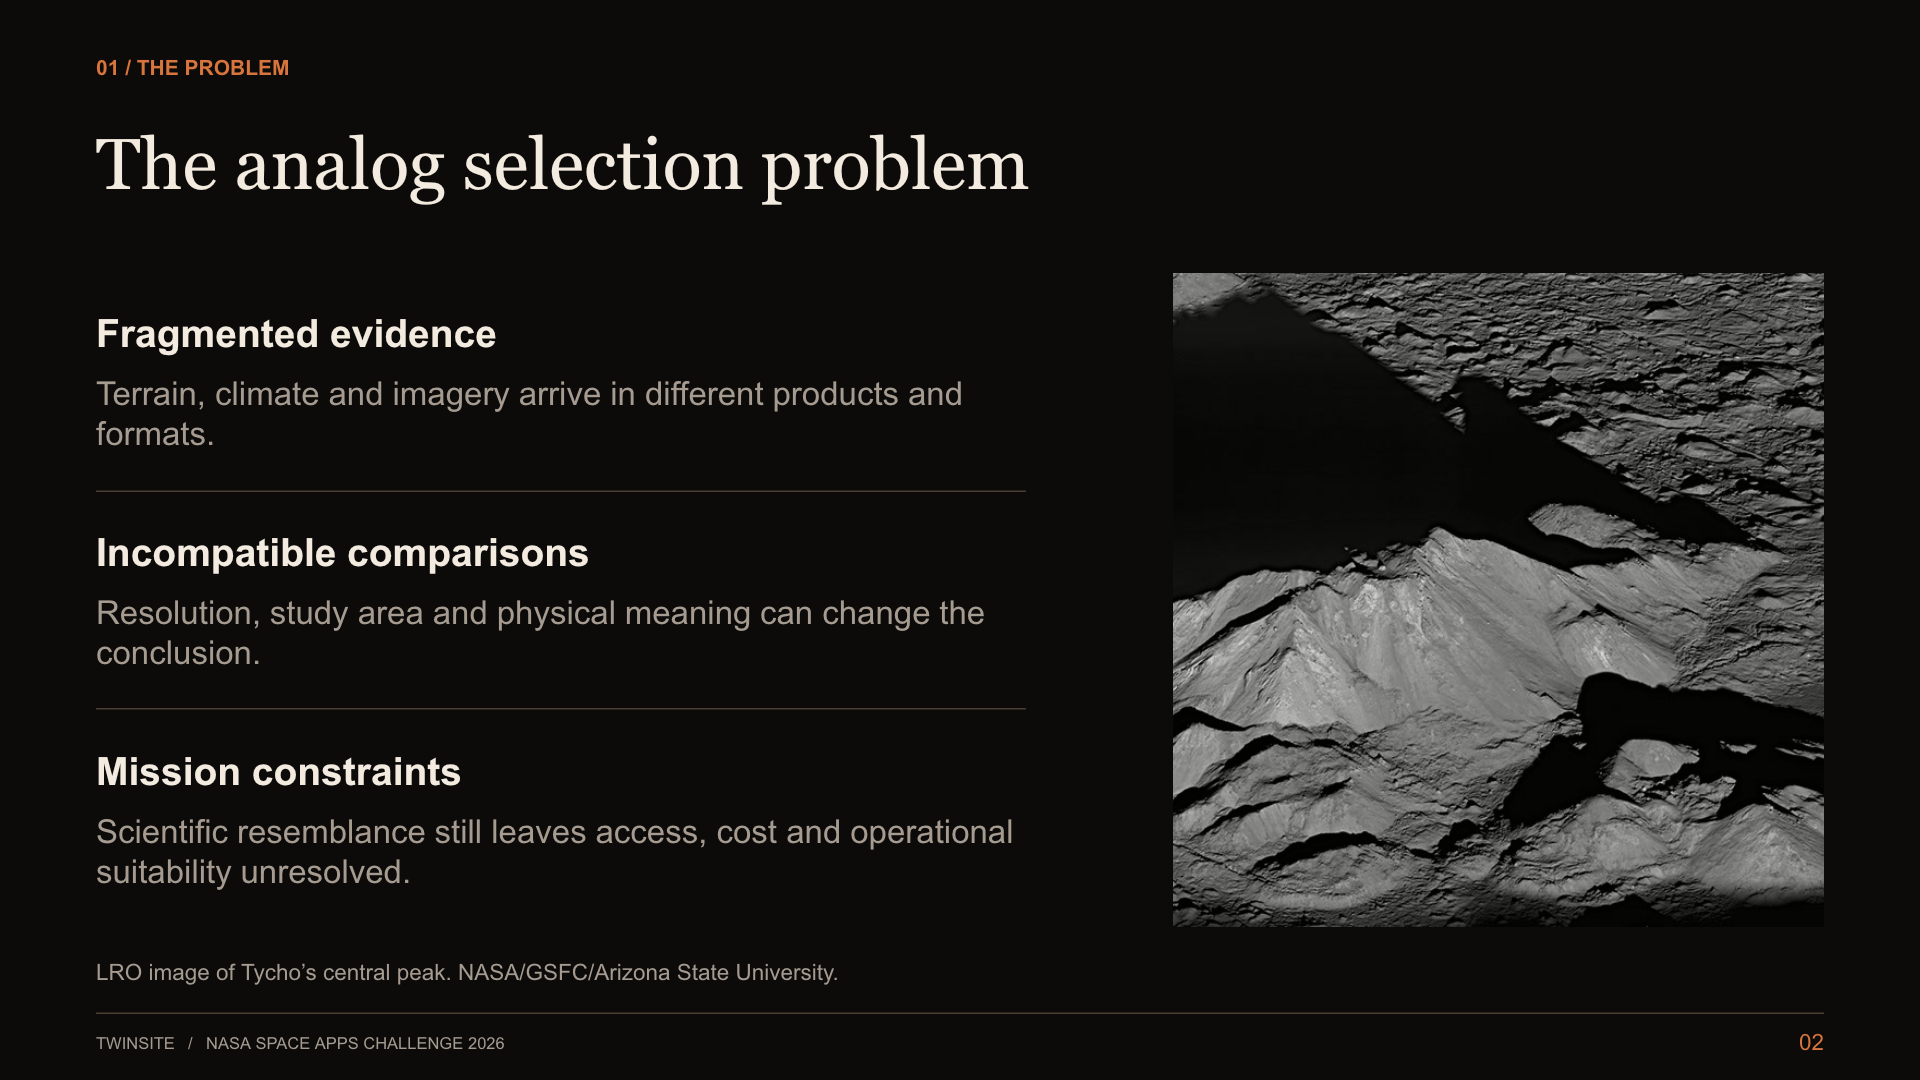 01 / THE PROBLEM
The analog selection problem
Fragmented evidence
Terrain, climate and imagery arrive in different products and
formats.
Incompatible comparisons
Resolution, study area and physical meaning can change the
conclusion.
Mission constraints
Scientific resemblance still leaves access, cost and operational
suitability unresolved.
LRO image of Tycho’s central peak. NASA/GSFC/Arizona State University.
TWINSITE / NASA SPACE APPS CHALLENGE 2026
02